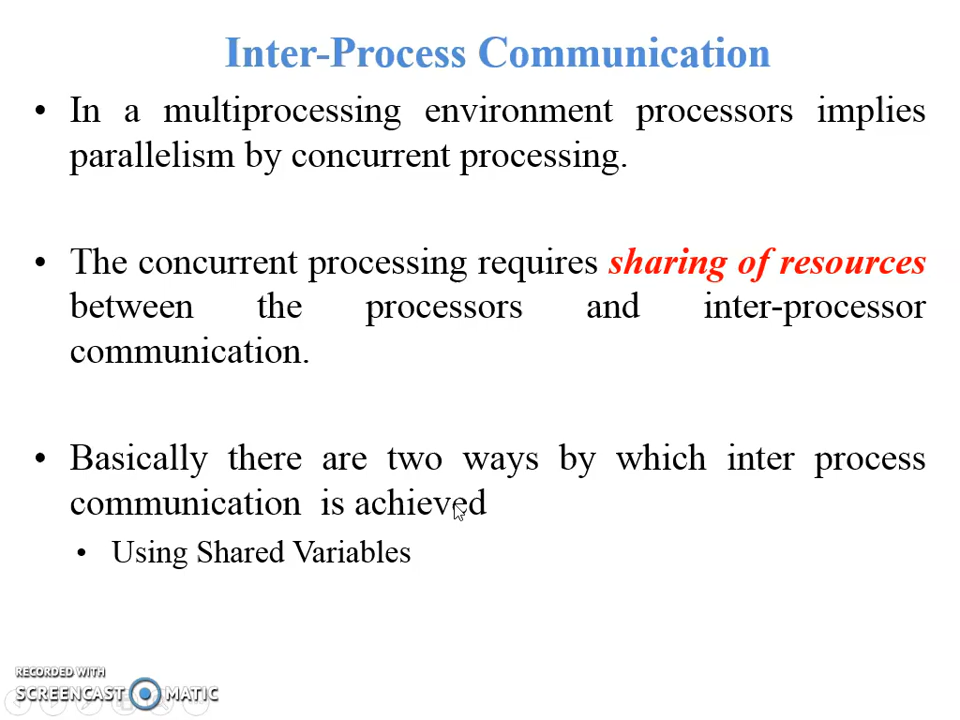 Inter-Process Communication
• In a multiprocessing environment processors implies
parallelism by concurrent processing.
• The concurrent processing requires sharing of resources
between the processors and inter-processor
communication.
• Basically there are two ways by which inter process
communication is achieved
• Using Shared Variables
RECORDED WITH
SCREENCAST MATIC